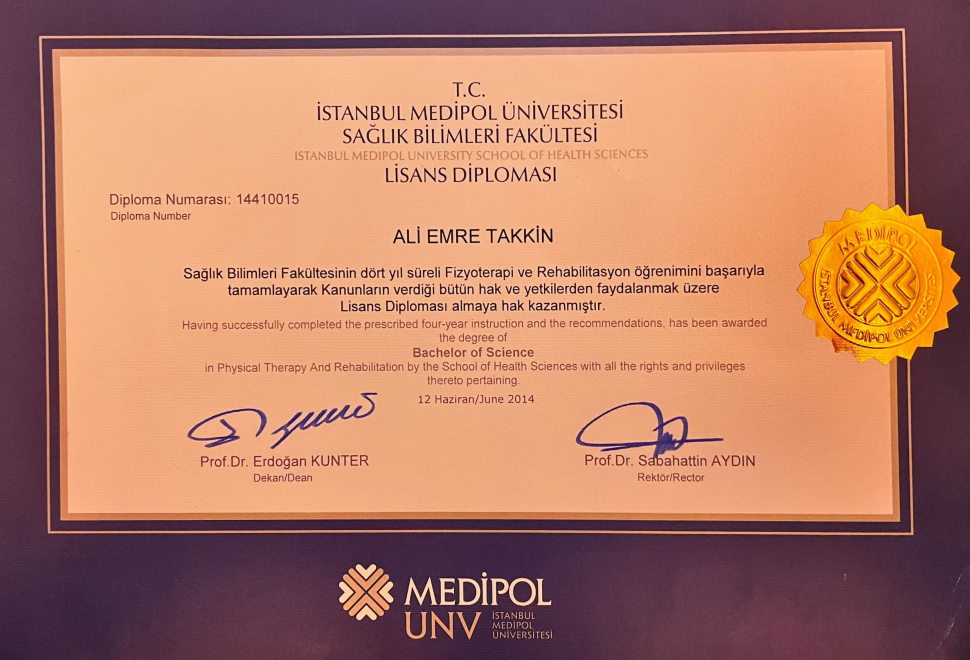 T.C.
İSTANBUL MEDİPOL ÜNİVERSİTESİ
SAĞLIK BİLİMLERİ FAKÜLTESİ
ISTANBUL MEDIPOL UNIVERSITY SCHOOL OF HEALTH SCIENCES
LİSANS DİPLOMASI
Diploma Numarası: 14410015
Diploma Number
ALİ EMRE TAKKİN
Sağlık Bilimleri Fakültesinin dört yıl süreli Fizyoterapi ve Rehabilitasyon öğrenimini başarıyla
tamamlayarak Kanunların verdiği bütün hak ve yetkilerden faydalanmak üzere
Lisans Diploması almaya hak kazanmıştır.
Having successfully completed the prescribed four-year instruction and the recommendations, has been awarded
the degree of
Bachelor of Science
in Physical Therapy And Rehabilitation by the School of Health Sciences with all the rights and privileges
thereto pertaining.
12 Haziran/June 2014
Prof.Dr. Erdoğan KUNTER
Dekan/Dean
Prof.Dr. Sabahattin AYDIN
Rektör/Rector
MEDİPOL
İSTANBUL MEDİPOL ÜNİVERSİTESİ
MEDİPOL
UNV
İSTANBUL
MEDİPOL
ÜNİVERSİTESİ